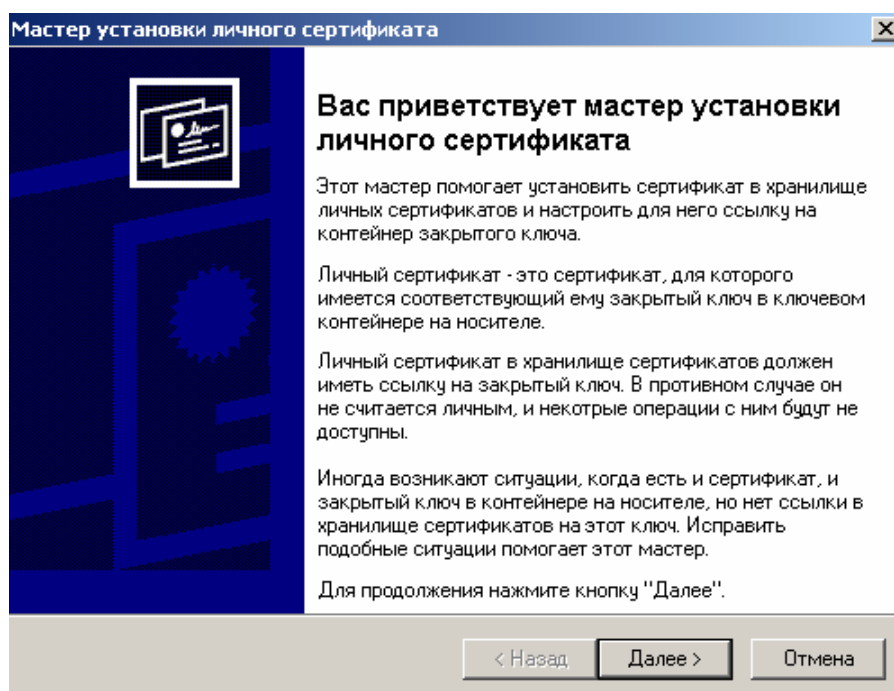 Мастер установки личного сертификата
Вас приветствует мастер установки
личного сертификата
Этот мастер помогает установить сертификат в хранилище
личных сертификатов и настроить для него ссылку на
контейнер закрытого ключа.
Личный сертификат - это сертификат, для которого
имеется соответствующий ему закрытый ключ в ключевом
контейнере на носителе.
Личный сертификат в хранилище сертификатов должен
иметь ссылку на закрытый ключ. В противном случае он
не считается личным, и некотрые операции с ним будут не
доступны.
Иногда возникают ситуации, когда есть и сертификат, и
закрытый ключ в контейнере на носителе, но нет ссылки в
хранилище сертификатов на этот ключ. Исправить
подобные ситуации помогает этот мастер.
Для продолжения нажмите кнопку "Далее".
< Назад Далее > Отмена